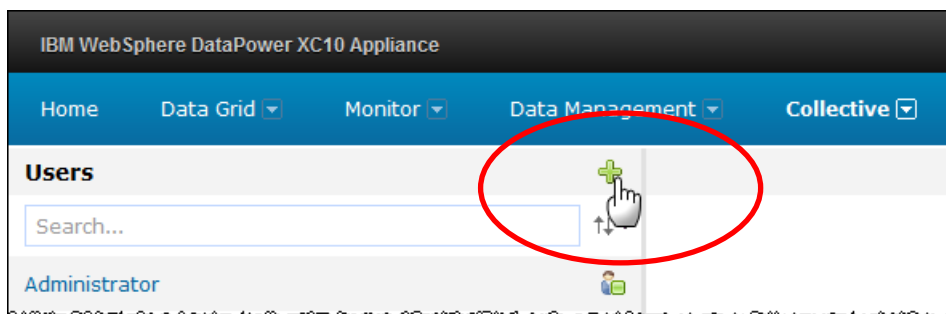 IBM WebSphere DataPower XC10 Appliance
Home Data Grid Monitor Data Management Collective
Users
Search...
Administrator